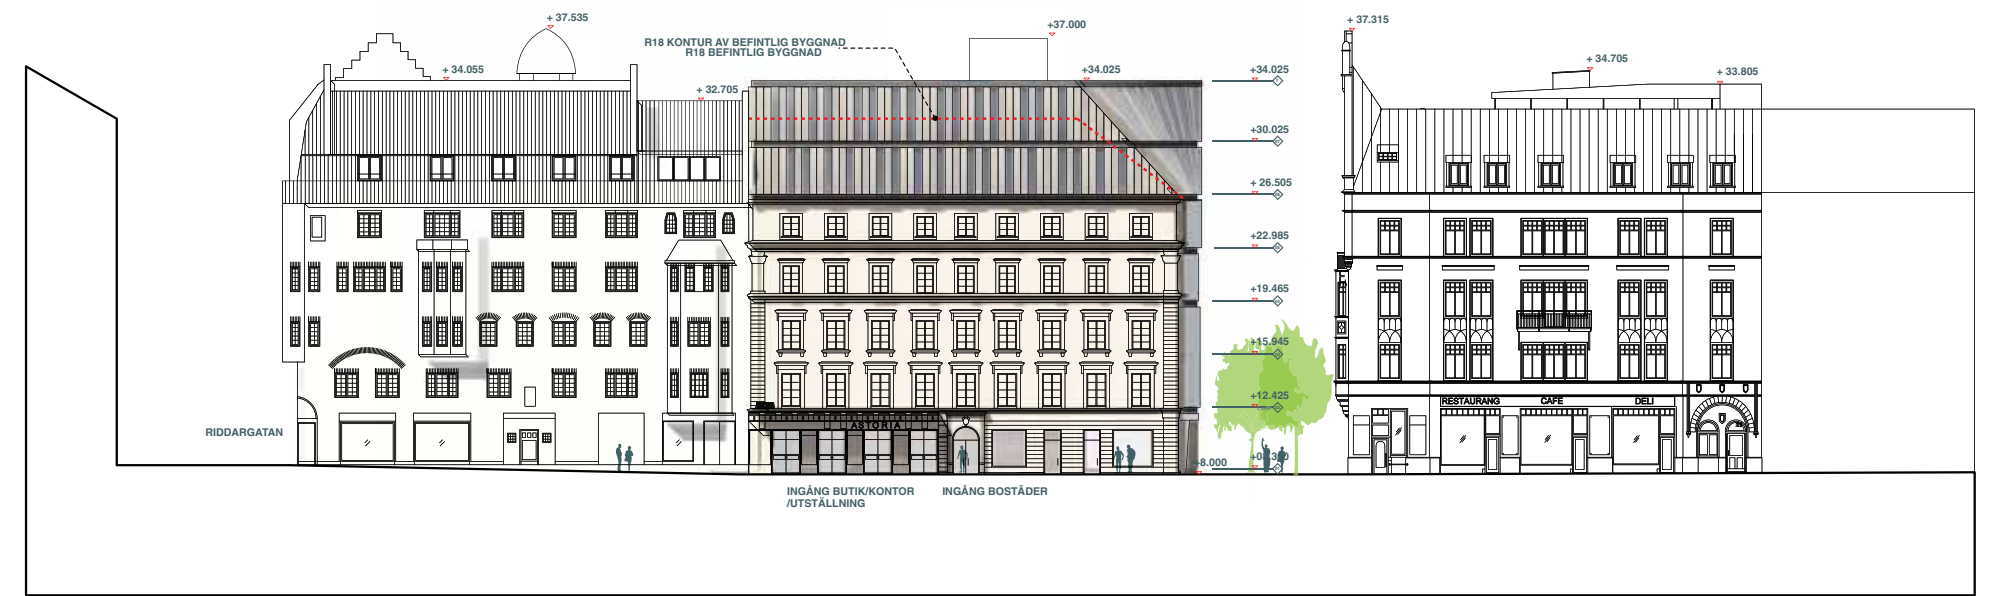 + 37.535
+37.000
+ 37.315
R18 KONTUR AV BEFINTLIG BYGGNAD
R18 BEFINTLIG BYGGNAD
+ 34.055
+34.025
+34.025
+ 34.705
+ 33.805
+ 32.705
+30.025
+ 26.505
+22.985
+19.465
+15.945
+12.425
RESTAURANG
CAFE
DELI
ASTORIA
RIDDARGATAN
INGÅNG BUTIK/KONTOR
/UTSTÄLLNING
INGÅNG BOSTÄDER